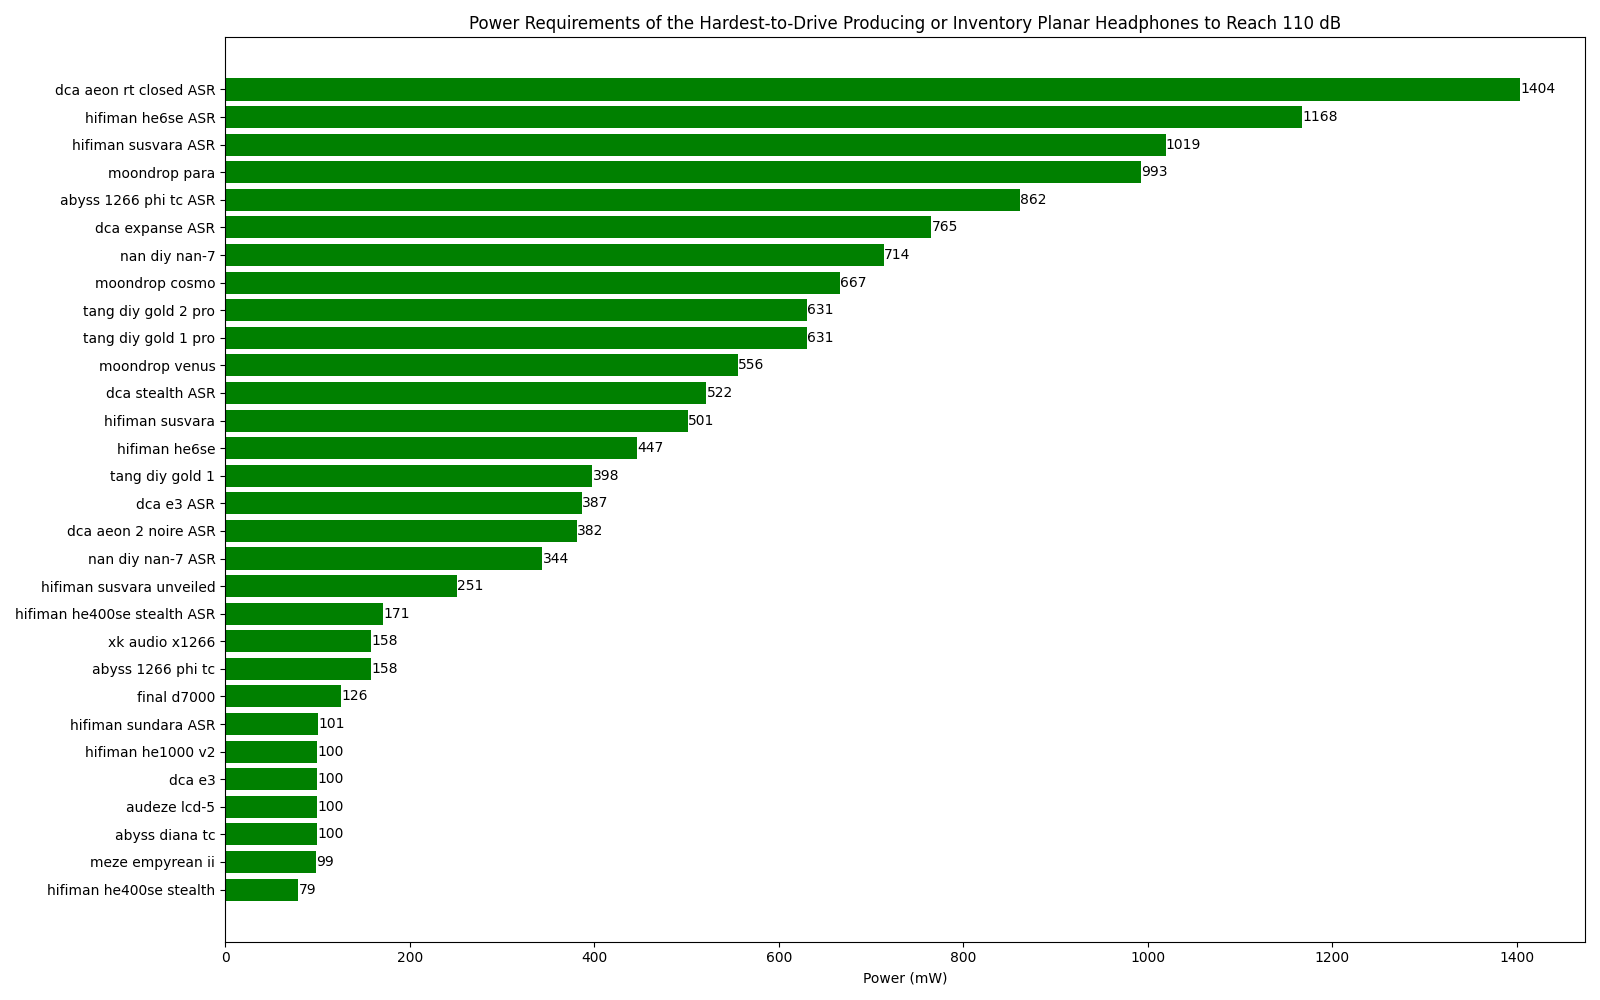 Power Requirements of the Hardest-to-Drive Producing or Inventory Planar Headphones to Reach 110 dB
dca aeon rt closed ASR 1404
hifiman he6se ASR 1168
hifiman susvara ASR 1019
moondrop para 993
abyss 1266 phi tc ASR 862
dca expanse ASR 765
nan diy nan-7 714
moondrop cosmo 667
tang diy gold 2 pro 631
tang diy gold 1 pro 631
moondrop venus 556
dca stealth ASR 522
hifiman susvara 501
hifiman he6se 447
tang diy gold 1 398
dca e3 ASR 387
dca aeon 2 noire ASR 382
nan diy nan-7 ASR 344
hifiman susvara unveiled 251
hifiman he400se stealth ASR 171
xk audio x1266 158
abyss 1266 phi tc 158
final d7000 126
hifiman sundara ASR 101
hifiman he1000 v2 100
dca e3 100
audeze lcd-5 100
abyss diana tc 100
meze empyrean ii 99
hifiman he400se stealth 79
0 200 400 600 800 1000 1200 1400
Power (mW)